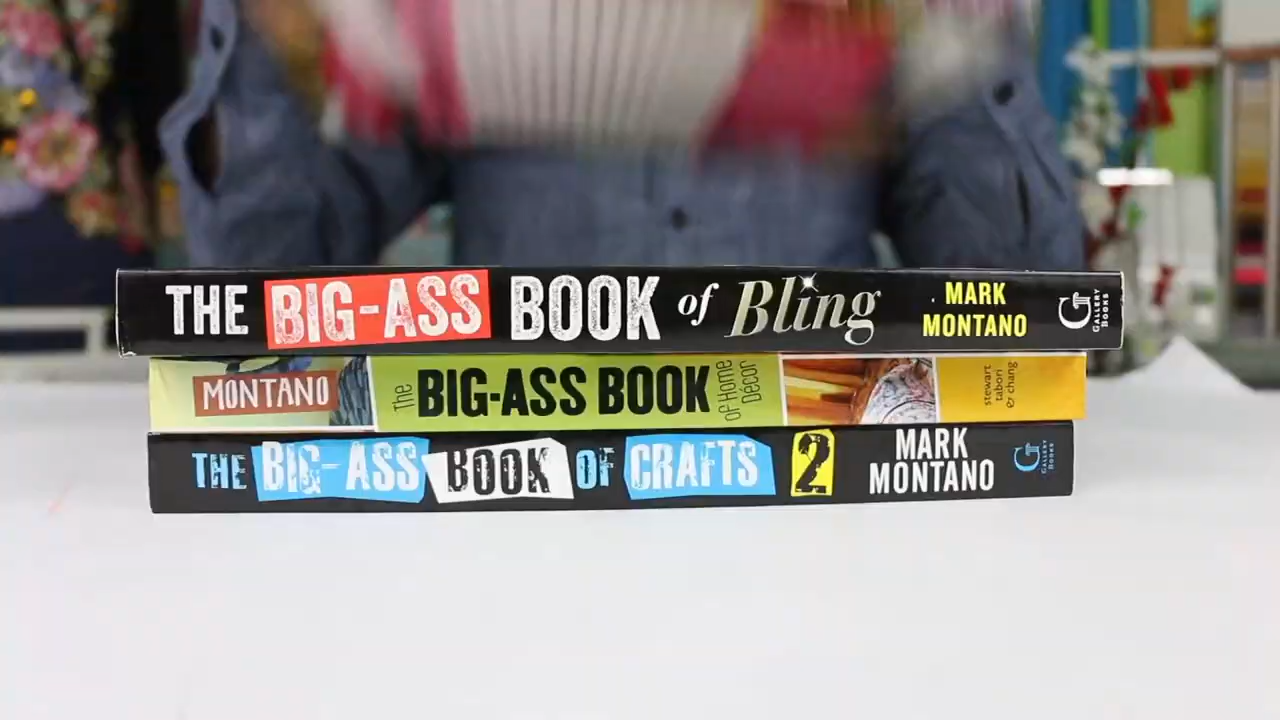 THE BIG-ASS BOOK of Bling MARK MONTANO GALLERY BOOKS
MONTANO The BIG-ASS BOOK of Home Décor stewart tabori & chang
THE BIG-ASS BOOK OF CRAFTS 2 MARK MONTANO GALLERY BOOKS